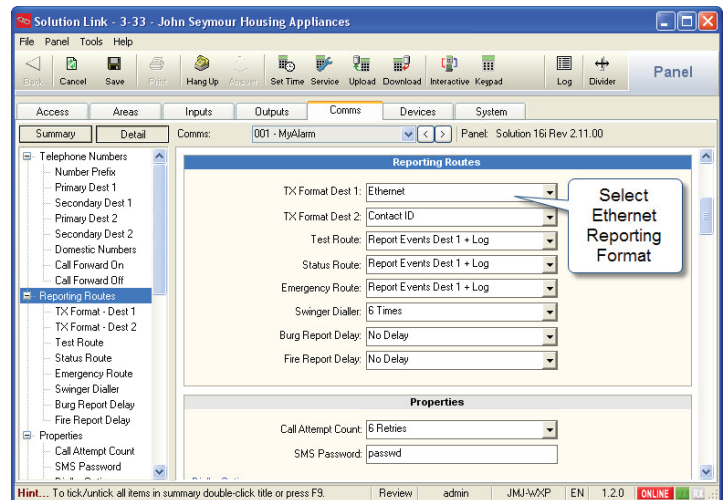 Solution Link - 3-33 - John Seymour Housing Appliances
File Panel Tools Help
Back Cancel Save Print Hang Up Answer Set Time Service Upload Download Interactive Keypad Log Divider Panel
Access Areas Inputs Outputs Comms Devices System
Summary Detail Comms: 001 - MyAlarm < > Panel: Solution 16i Rev 2.11.00
Telephone Numbers
Number Prefix
Primary Dest 1
Secondary Dest 1
Primary Dest 2
Secondary Dest 2
Domestic Numbers
Call Forward On
Call Forward Off
Reporting Routes
TX Format - Dest 1
TX Format - Dest 2
Test Route
Status Route
Emergency Route
Swinger Dialler
Burg Report Delay
Fire Report Delay
Properties
Call Attempt Count
SMS Password
Reporting Routes
TX Format Dest 1: Ethernet
TX Format Dest 2: Contact ID
Test Route: Report Events Dest 1 + Log
Status Route: Report Events Dest 1 + Log
Emergency Route: Report Events Dest 1 + Log
Swinger Dialler: 6 Times
Burg Report Delay: No Delay
Fire Report Delay: No Delay
Select
Ethernet
Reporting
Format
Properties
Call Attempt Count: 6 Retries
SMS Password: passwd
Hint... To tick/untick all items in summary double-click title or press F9. Review admin JMJ-WXP EN 1.2.0 ONLINE RX